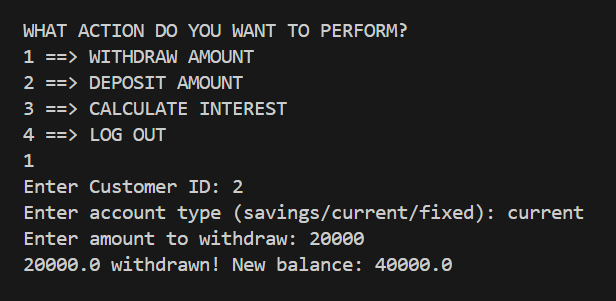 WHAT ACTION DO YOU WANT TO PERFORM?
1 ==> WITHDRAW AMOUNT
2 ==> DEPOSIT AMOUNT
3 ==> CALCULATE INTEREST
4 ==> LOG OUT
1
Enter Customer ID: 2
Enter account type (savings/current/fixed): current
Enter amount to withdraw: 20000
20000.0 withdrawn! New balance: 40000.0